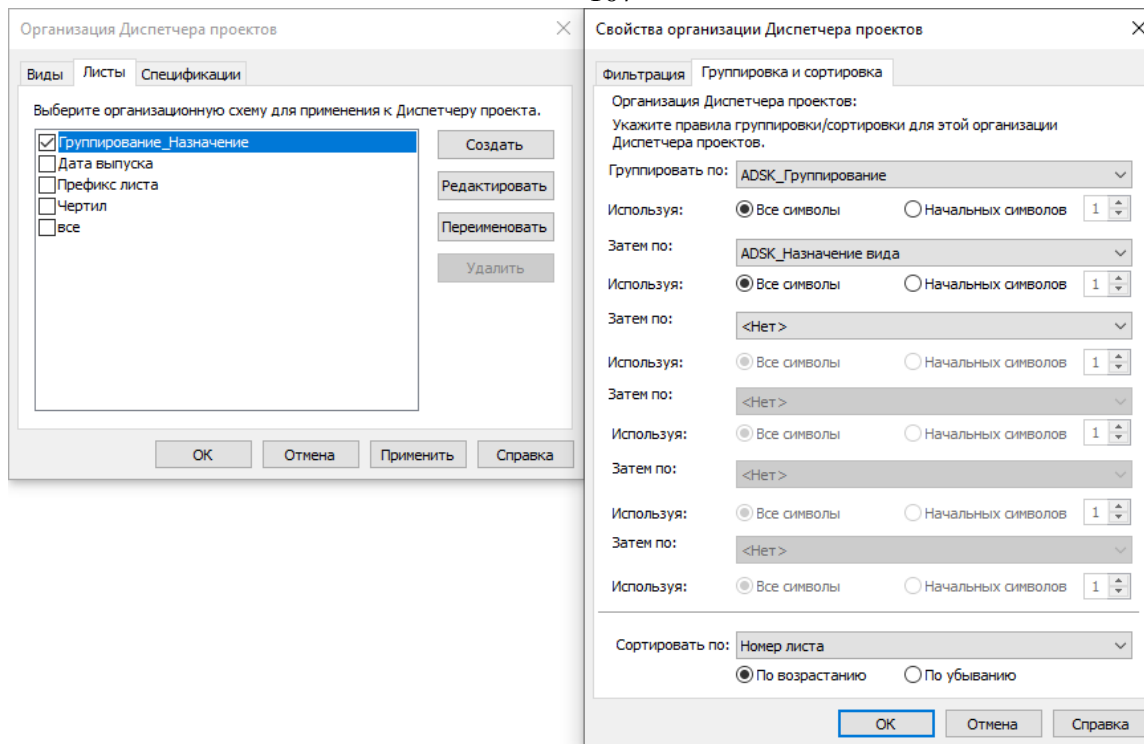 Организация Диспетчера проектов
Виды Листы Спецификации
Выберите организационную схему для применения к Диспетчеру проекта.
Группирование_Назначение
Дата выпуска
Префикс листа
Чертил
все
Создать
Редактировать
Переименовать
Удалить
ОК Отмена Применить Справка
Свойства организации Диспетчера проектов
Фильтрация Группировка и сортировка
Организация Диспетчера проектов:
Укажите правила группировки/сортировки для этой организации
Диспетчера проектов.
Группировать по: ADSK_Группирование
Используя: Все символы Начальных символов 1
Затем по: ADSK_Назначение вида
Используя: Все символы Начальных символов 1
Затем по: <Нет>
Используя: Все символы Начальных символов 1
Затем по: <Нет>
Используя: Все символы Начальных символов 1
Затем по: <Нет>
Используя: Все символы Начальных символов 1
Затем по: <Нет>
Используя: Все символы Начальных символов 1
Сортировать по: Номер листа
По возрастанию По убыванию
ОК Отмена Справка